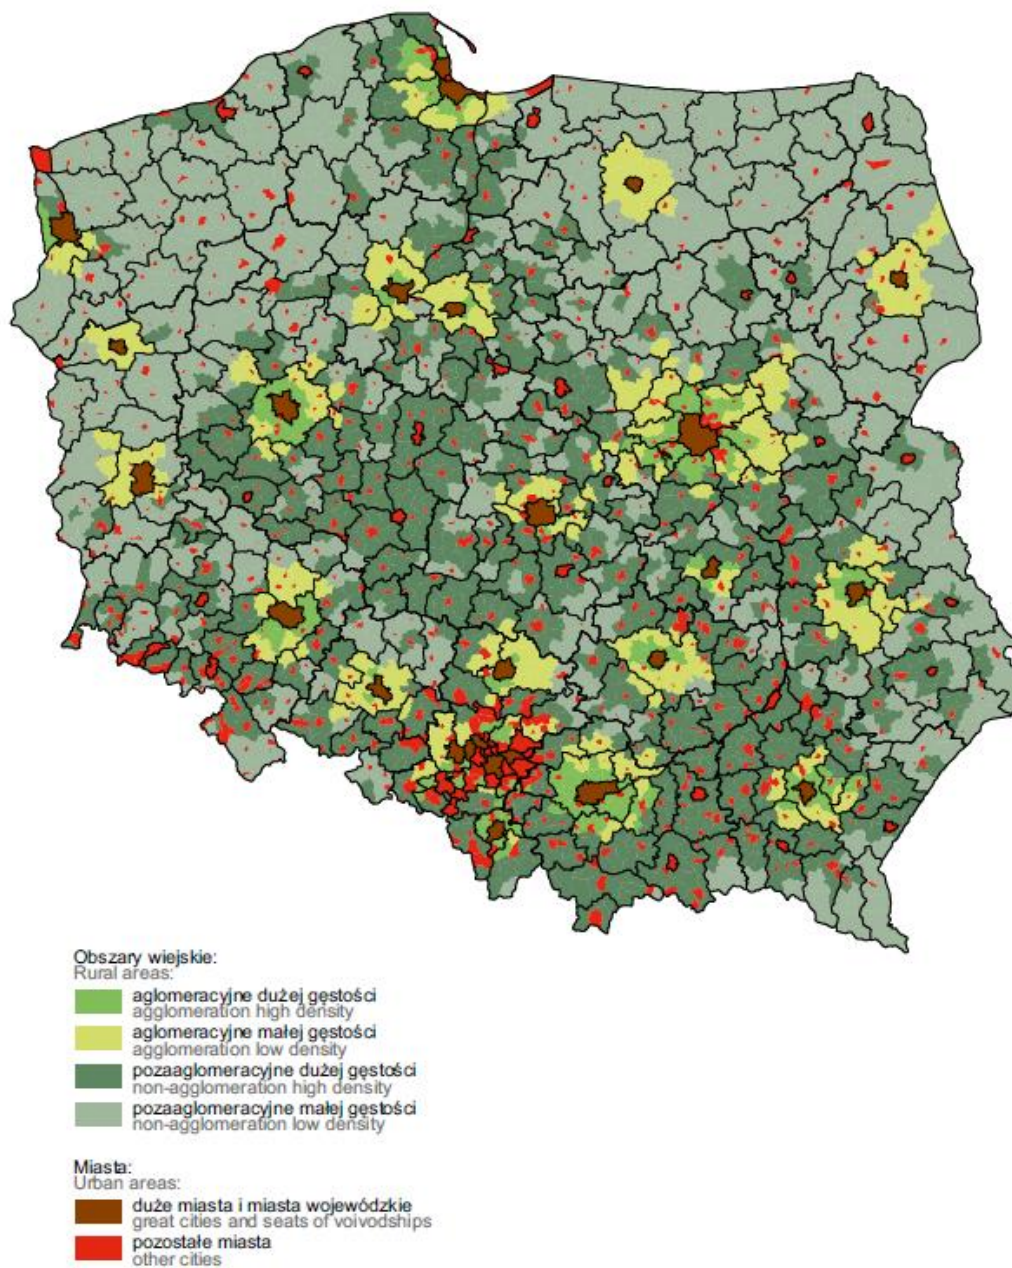 Obszary wiejskie:
Rural areas:
aglomeracyjne dużej gęstości
agglomeration high density
aglomeracyjne małej gęstości
agglomeration low density
pozaaglomeracyjne dużej gęstości
non-agglomeration high density
pozaaglomeracyjne małej gęstości
non-agglomeration low density
Miasta:
Urban areas:
duże miasta i miasta wojewódzkie
great cities and seats of voivodships
pozostałe miasta
other cities